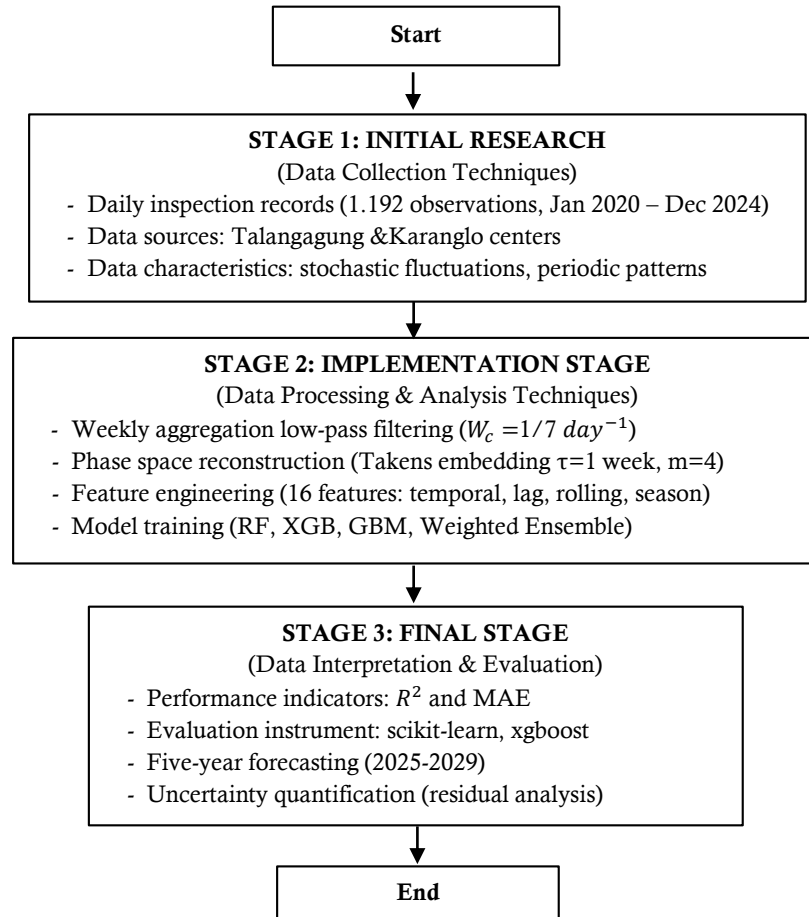 Start
STAGE 1: INITIAL RESEARCH
(Data Collection Techniques)
- Daily inspection records (1.192 observations, Jan 2020 – Dec 2024)
- Data sources: Talangagung &Karanglo centers
- Data characteristics: stochastic fluctuations, periodic patterns
STAGE 2: IMPLEMENTATION STAGE
(Data Processing & Analysis Techniques)
- Weekly aggregation low-pass filtering (W_c =1/7 day⁻¹)
- Phase space reconstruction (Takens embedding τ=1 week, m=4)
- Feature engineering (16 features: temporal, lag, rolling, season)
- Model training (RF, XGB, GBM, Weighted Ensemble)
STAGE 3: FINAL STAGE
(Data Interpretation & Evaluation)
- Performance indicators: R² and MAE
- Evaluation instrument: scikit-learn, xgboost
- Five-year forecasting (2025-2029)
- Uncertainty quantification (residual analysis)
End